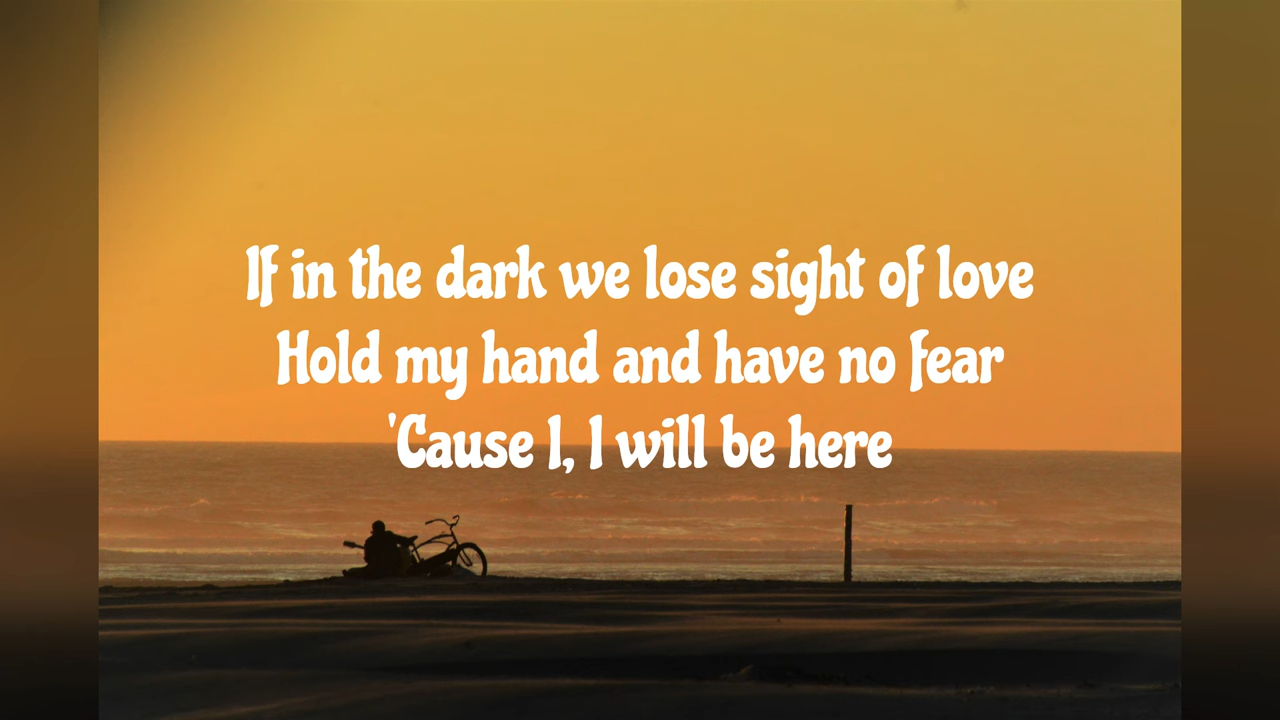 If in the dark we lose sight of love
Hold my hand and have no fear
'Cause I, I will be here